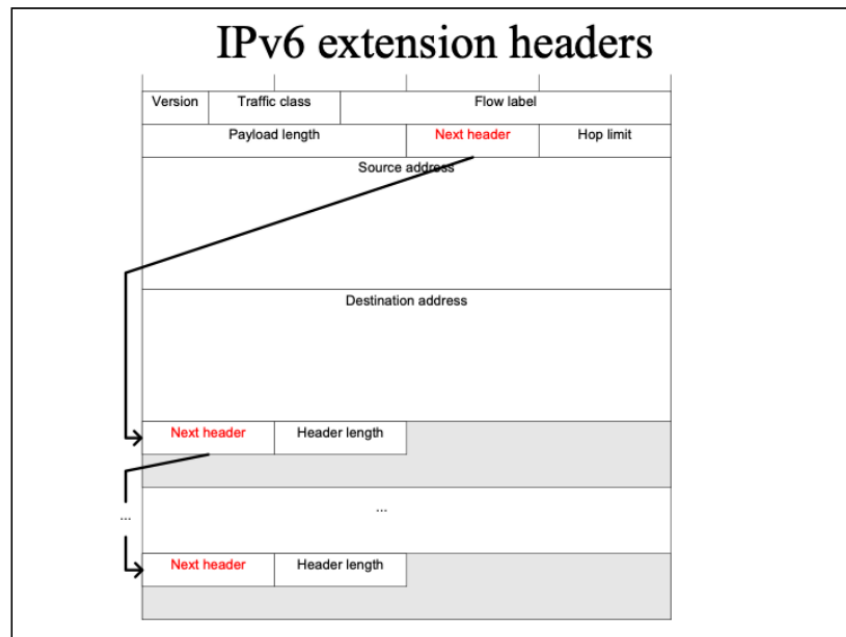 IPv6 extension headers
Version Traffic class Flow label
Payload length Next header Hop limit
Source address
Destination address
Next header Header length
...
...
Next header Header length